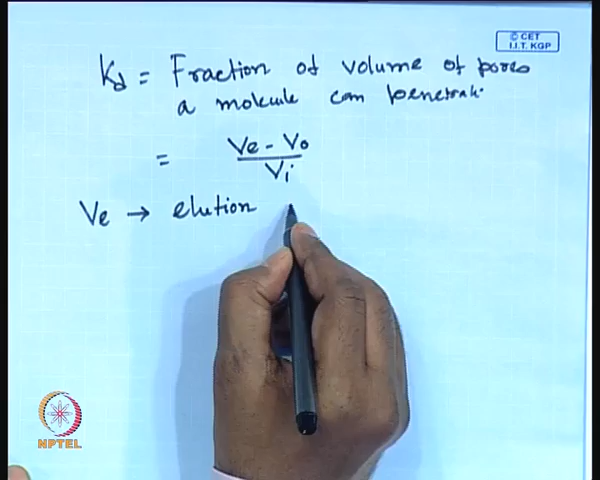 © CET
I.I.T. KGP
Kd = Fraction of volume of pores
a molecule can penetrate
= Ve - Vo
Vi
Ve → elution
NPTEL